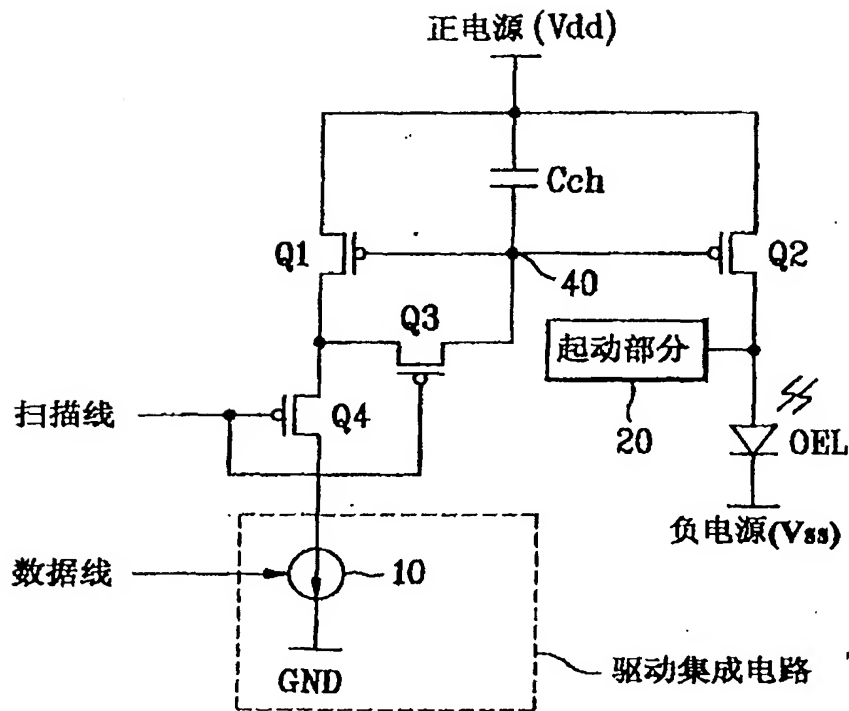 正电源(Vdd)
Cch
Q1
Q2
40
Q3
起动部分
扫描线
Q4
20
OEL
负电源(Vss)
数据线
10
GND
驱动集成电路